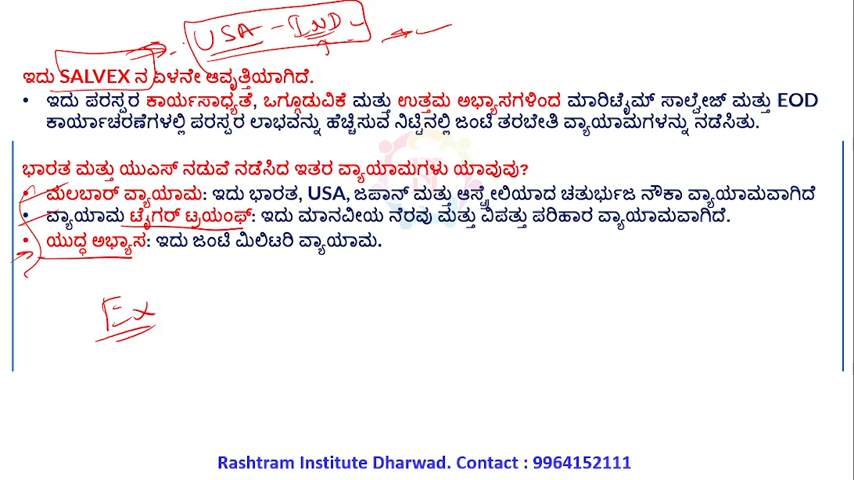 USA - IND
ಇದು SALVEX ನ ಏಳನೇ ಆವೃತ್ತಿಯಾಗಿದೆ.
• ಇದು ಪರಸ್ಪರ ಕಾರ್ಯಸಾಧ್ಯತೆ, ಒಗ್ಗೂಡುವಿಕೆ ಮತ್ತು ಉತ್ತಮ ಅಭ್ಯಾಸಗಳಿಂದ ಮಾರಿಟೈಮ್ ಸಾಲ್ವೇಜ್ ಮತ್ತು EOD
ಕಾರ್ಯಾಚರಣೆಗಳಲ್ಲಿ ಪರಸ್ಪರ ಲಾಭವನ್ನು ಹೆಚ್ಚಿಸುವ ನಿಟ್ಟಿನಲ್ಲಿ ಜಂಟಿ ತರಬೇತಿ ವ್ಯಾಯಾಮಗಳನ್ನು ನಡೆಸಿತು.
ಭಾರತ ಮತ್ತು ಯುಎಸ್ ನಡುವೆ ನಡೆಸಿದ ಇತರ ವ್ಯಾಯಾಮಗಳು ಯಾವುವು?
• ಮಲಬಾರ್ ವ್ಯಾಯಾಮ: ಇದು ಭಾರತ, USA, ಜಪಾನ್ ಮತ್ತು ಆಸ್ಟ್ರೇಲಿಯಾದ ಚತುರ್ಭುಜ ನೌಕಾ ವ್ಯಾಯಾಮವಾಗಿದೆ
• ವ್ಯಾಯಾಮ ಟೈಗರ್ ಟ್ರಯಂಫ್: ಇದು ಮಾನವೀಯ ನೆರವು ಮತ್ತು ವಿಪತ್ತು ಪರಿಹಾರ ವ್ಯಾಯಾಮವಾಗಿದೆ.
• ಯುದ್ಧ ಅಭ್ಯಾಸ: ಇದು ಜಂಟಿ ಮಿಲಿಟರಿ ವ್ಯಾಯಾಮ.
Ex
Rashtram Institute Dharwad. Contact : 9964152111